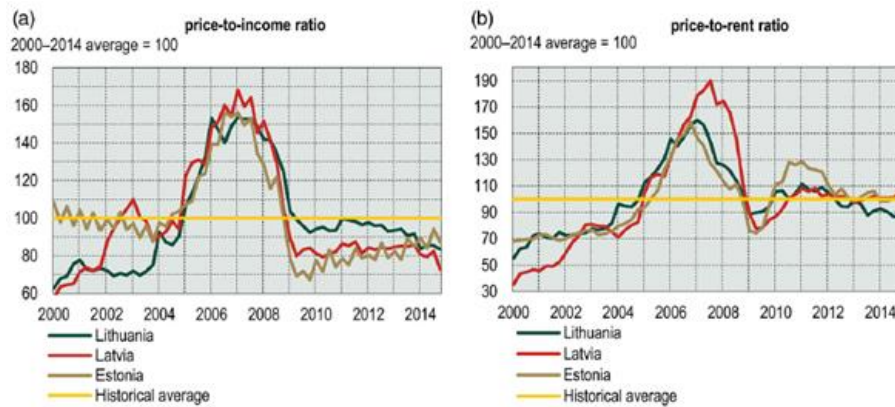 (a)
price-to-income ratio
2000–2014 average = 100
180
160
140
120
100
80
60
2000 2002 2004 2006 2008 2010 2012 2014
Lithuania
Latvia
Estonia
Historical average
(b)
price-to-rent ratio
2000–2014 average = 100
190
170
150
130
110
90
70
50
30
2000 2002 2004 2006 2008 2010 2012 2014
Lithuania
Latvia
Estonia
Historical average